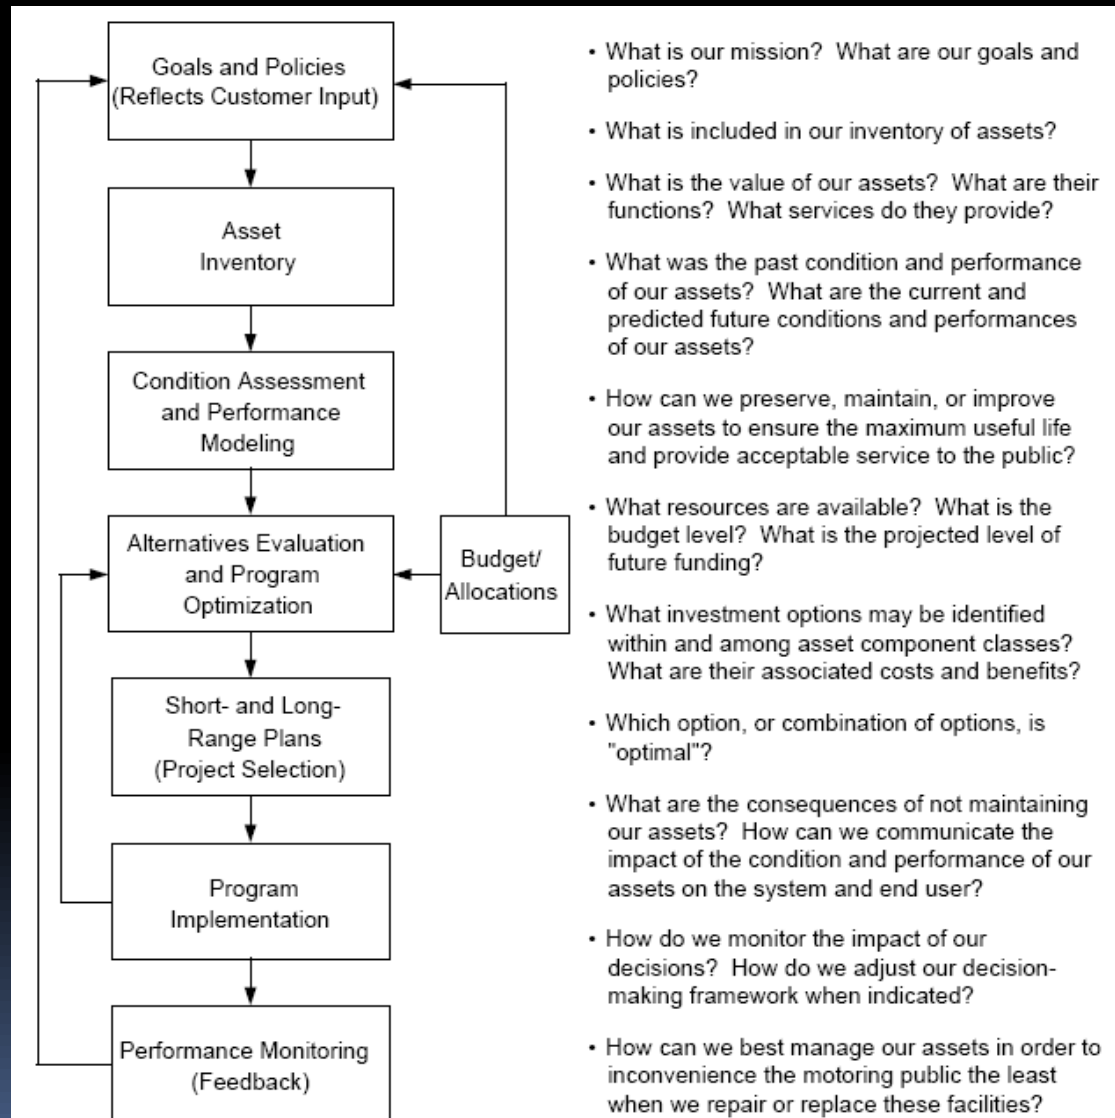 Goals and Policies
(Reflects Customer Input)
Asset
Inventory
Condition Assessment
and Performance
Modeling
Alternatives Evaluation
and Program
Optimization
Budget/
Allocations
Short- and Long-
Range Plans
(Project Selection)
Program
Implementation
Performance Monitoring
(Feedback)
• What is our mission?  What are our goals and
policies?
• What is included in our inventory of assets?
• What is the value of our assets?  What are their
functions?  What services do they provide?
• What was the past condition and performance
of our assets?  What are the current and
predicted future conditions and performances
of our assets?
• How can we preserve, maintain, or improve
our assets to ensure the maximum useful life
and provide acceptable service to the public?
• What resources are available?  What is the
budget level?  What is the projected level of
future funding?
• What investment options may be identified
within and among asset component classes?
What are their associated costs and benefits?
• Which option, or combination of options, is
"optimal"?
• What are the consequences of not maintaining
our assets?  How can we communicate the
impact of the condition and performance of our
assets on the system and end user?
• How do we monitor the impact of our
decisions?  How do we adjust our decision-
making framework when indicated?
• How can we best manage our assets in order to
inconvenience the motoring public the least
when we repair or replace these facilities?